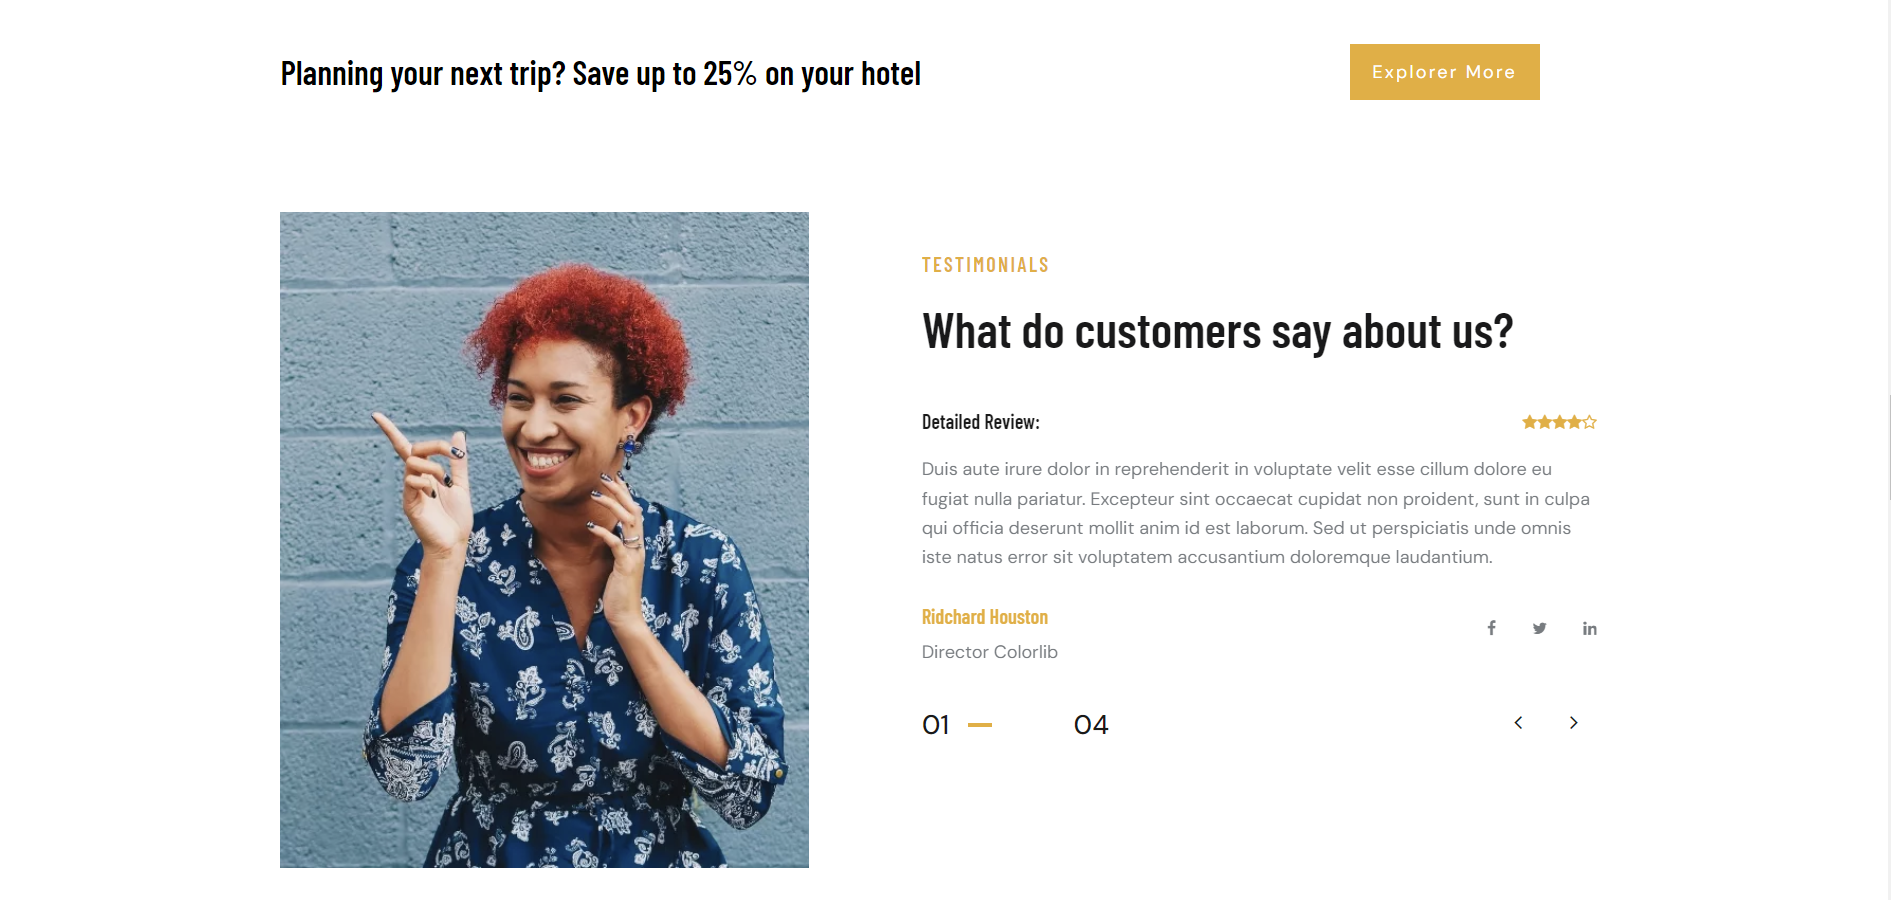 Planning your next trip? Save up to 25% on your hotel
Explorer More
TESTIMONIALS
What do customers say about us?
Detailed Review:
Duis aute irure dolor in reprehenderit in voluptate velit esse cillum dolore eu
fugiat nulla pariatur. Excepteur sint occaecat cupidat non proident, sunt in culpa
qui officia deserunt mollit anim id est laborum. Sed ut perspiciatis unde omnis
iste natus error sit voluptatem accusantium doloremque laudantium.
Ridchard Houston
Director Colorlib
01
04